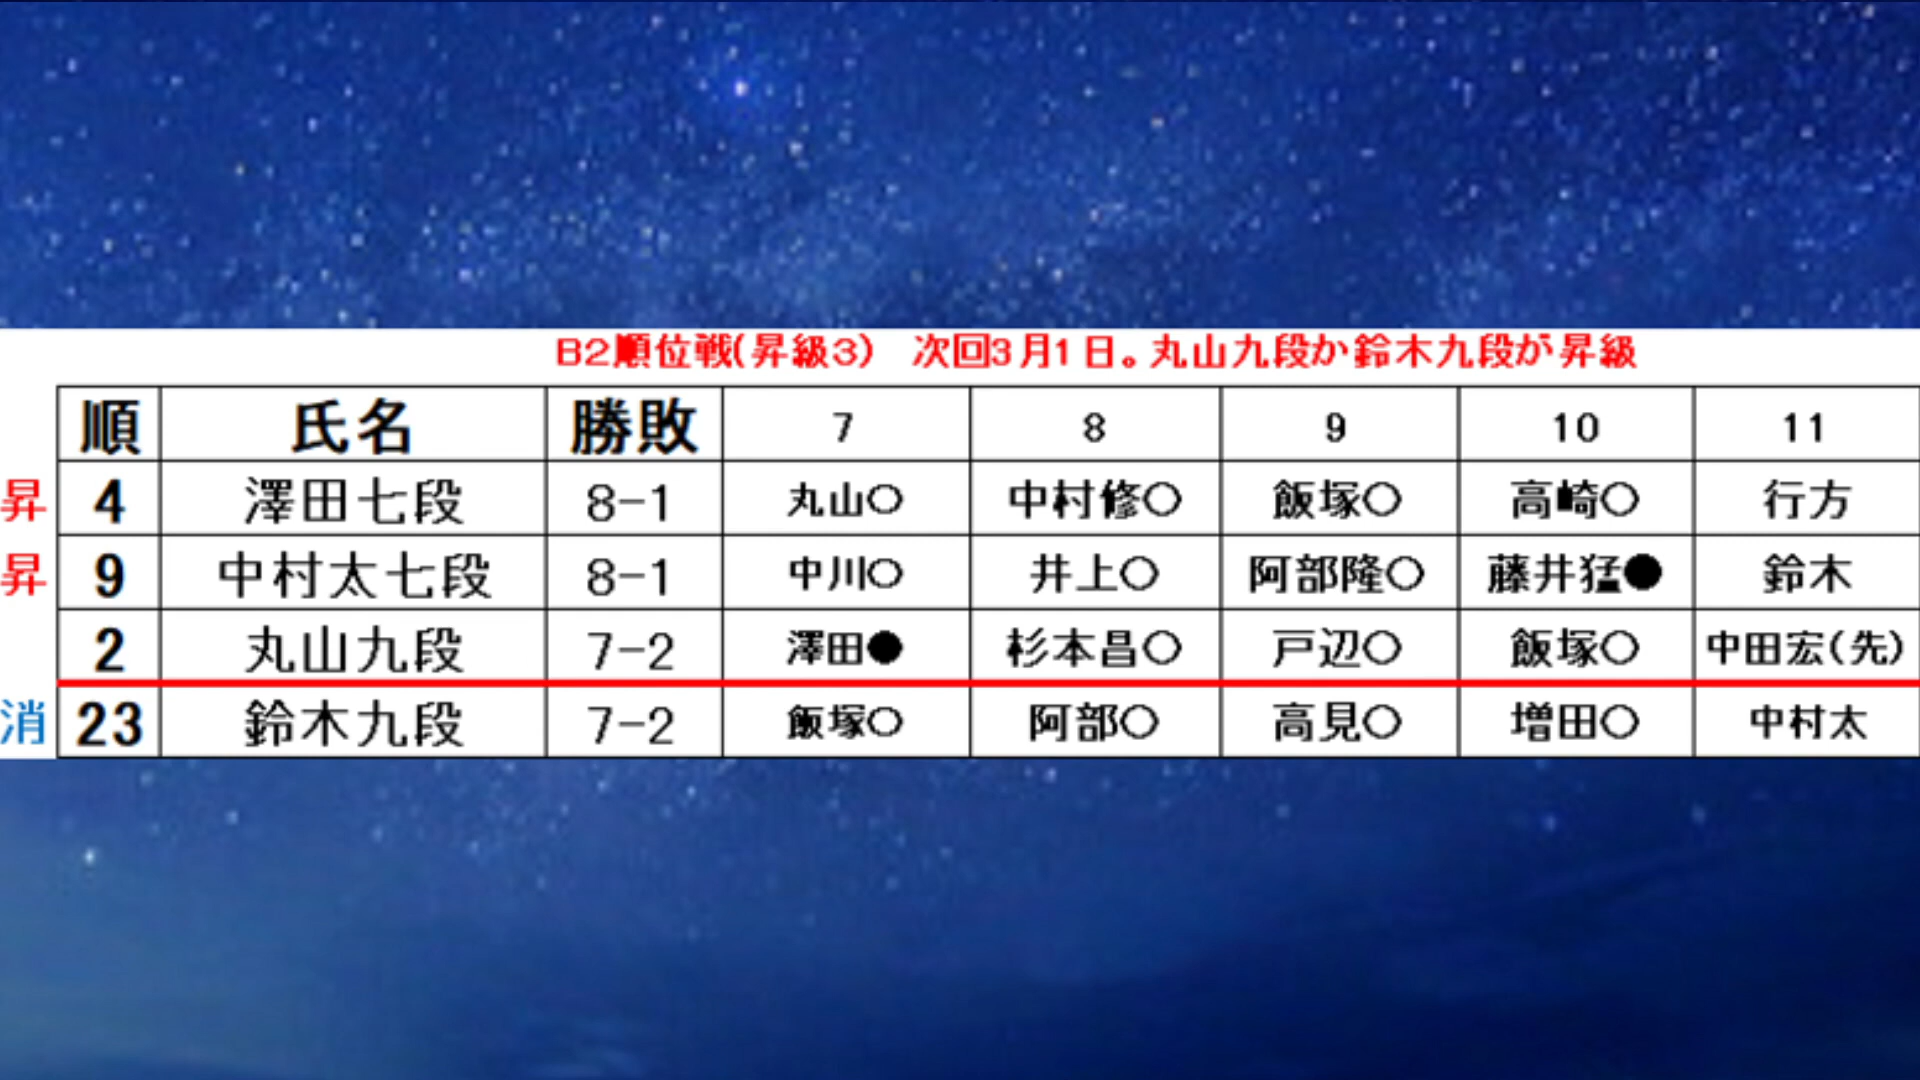 B2順位戦(昇級3) 次回3月1日。丸山九段か鈴木九段が昇級
順 氏名 勝敗 7 8 9 10 11
昇 4 澤田七段 8-1 丸山○ 中村修○ 飯塚○ 高崎○ 行方
昇 9 中村太七段 8-1 中川○ 井上○ 阿部隆○ 藤井猛● 鈴木
2 丸山九段 7-2 澤田● 杉本昌○ 戸辺○ 飯塚○ 中田宏(先)
消 23 鈴木九段 7-2 飯塚○ 阿部○ 高見○ 増田○ 中村太